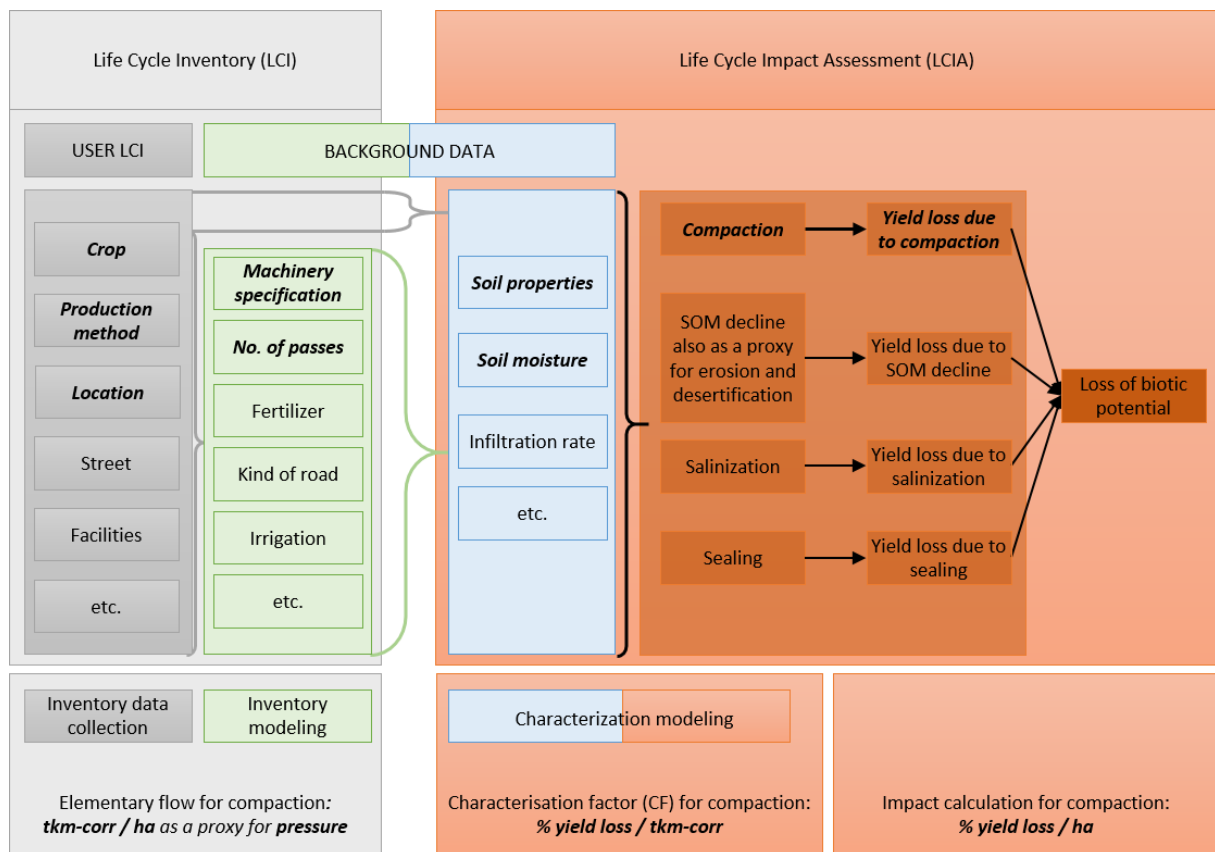 Life Cycle Inventory (LCI)
Life Cycle Impact Assessment (LCIA)
USER LCI
BACKGROUND DATA
Crop
Production
method
Location
Street
Facilities
etc.
Machinery
specification
No. of passes
Fertilizer
Kind of road
Irrigation
etc.
Soil properties
Soil moisture
Infiltration rate
etc.
Compaction
Yield loss due
to compaction
SOM decline
also as a proxy
for erosion and
desertification
Yield loss due to
SOM decline
Salinization
Yield loss due to
salinization
Sealing
Yield loss due to
sealing
Loss of biotic
potential
Inventory data
collection
Inventory
modeling
Characterization modeling
Elementary flow for compaction:
tkm-corr / ha as a proxy for pressure
Characterisation factor (CF) for compaction:
% yield loss / tkm-corr
Impact calculation for compaction:
% yield loss / ha